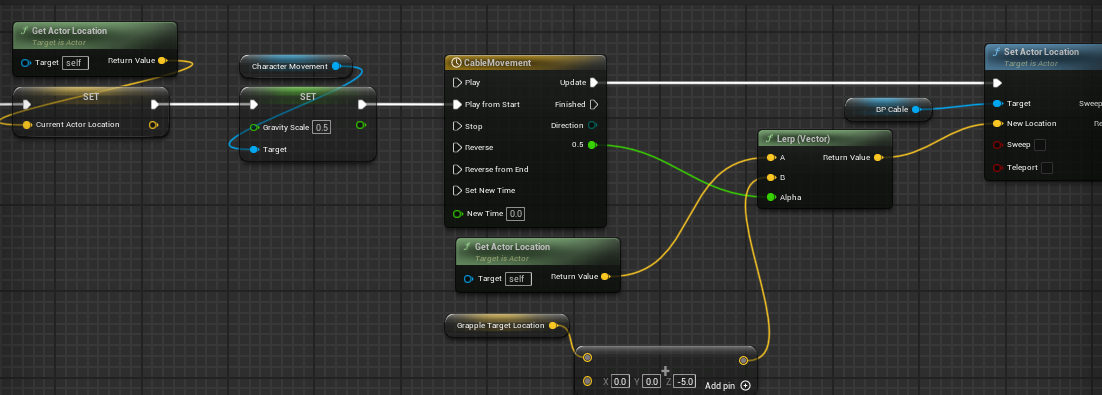 Get Actor Location
Target is Actor
Target self Return Value
SET
Current Actor Location
Character Movement
SET
Gravity Scale 0.5
Target
CableMovement
Play Update
Play from Start Finished
Stop Direction
Reverse 0.5
Reverse from End
Set New Time
New Time 0.0
Get Actor Location
Target is Actor
Target self Return Value
Grapple Target Location
X 0.0 Y 0.0 Z -5.0 Add pin
BP Cable
Lerp (Vector)
A Return Value
B
Alpha
Set Actor Location
Target is Actor
Target Sweep
New Location Re
Sweep
Teleport